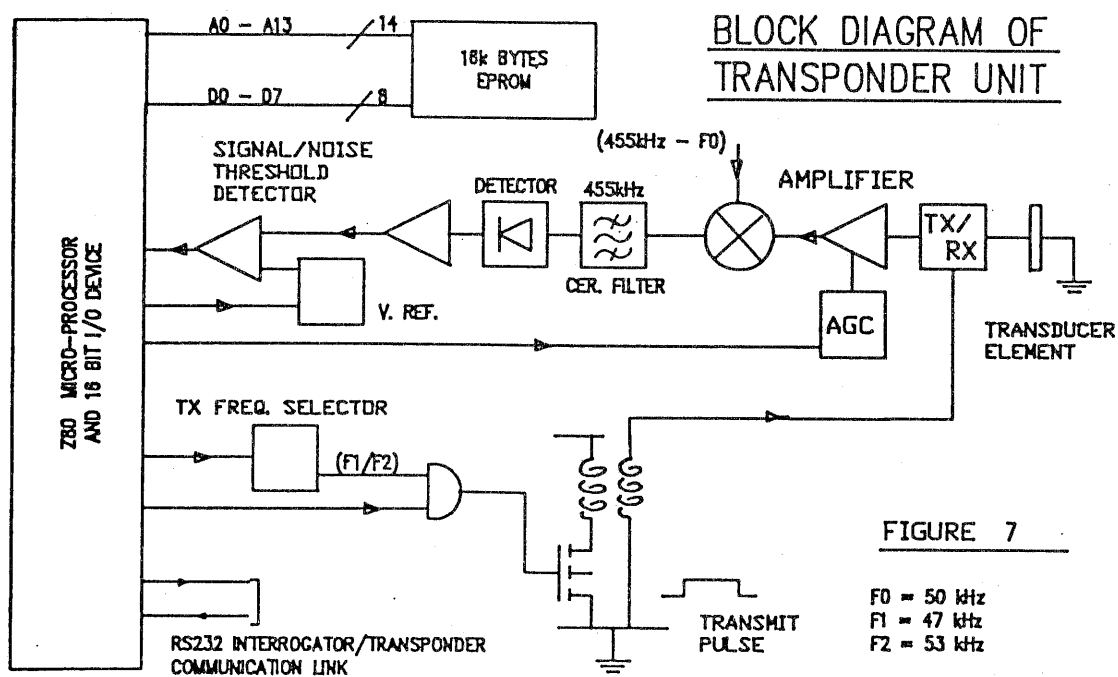 BLOCK DIAGRAM OF
TRANSPONDER UNIT
A0 - A13
14
16k BYTES
EPROM
D0 - D7
8
(455kHz - F0)
SIGNAL/NOISE
THRESHOLD
DETECTOR
DETECTOR
455kHz
AMPLIFIER
TX/
RX
CER. FILTER
V. REF.
AGC
TRANSDUCER
ELEMENT
Z80 MICRO-PROCESSOR
AND 16 BIT I/O DEVICE
TX FREQ. SELECTOR
(F1/F2)
FIGURE 7
F0 = 50 kHz
F1 = 47 kHz
F2 = 53 kHz
TRANSMIT
PULSE
RS232 INTERROGATOR/TRANSPONDER
COMMUNICATION LINK